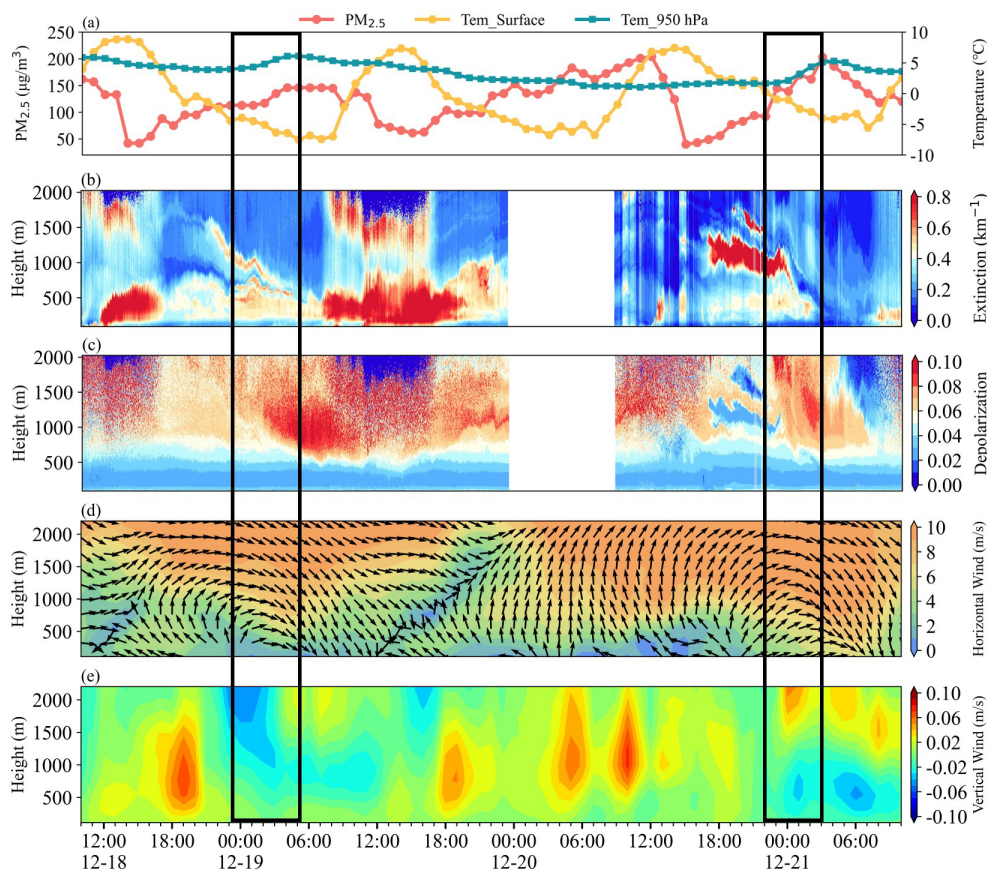 PM2.5 Tem_Surface Tem_950 hPa
(a)
250
200
150
100
50
PM2.5 (μg/m³)
10
5
0
-5
-10
Temperature (°C)
(b)
2000
1500
1000
500
Height (m)
0.8
0.6
0.4
0.2
0.0
Extinction (km⁻¹)
(c)
2000
1500
1000
500
Height (m)
0.10
0.08
0.06
0.04
0.02
0.00
Depolarization
(d)
2000
1500
1000
500
Height (m)
10
8
6
4
2
0
Horizontal Wind (m/s)
(e)
2000
1500
1000
500
Height (m)
0.10
0.06
0.02
-0.02
-0.06
-0.10
Vertical Wind (m/s)
12:00 18:00 00:00 06:00 12:00 18:00 00:00 06:00 12:00 18:00 00:00 06:00
12-18 12-19 12-20 12-21